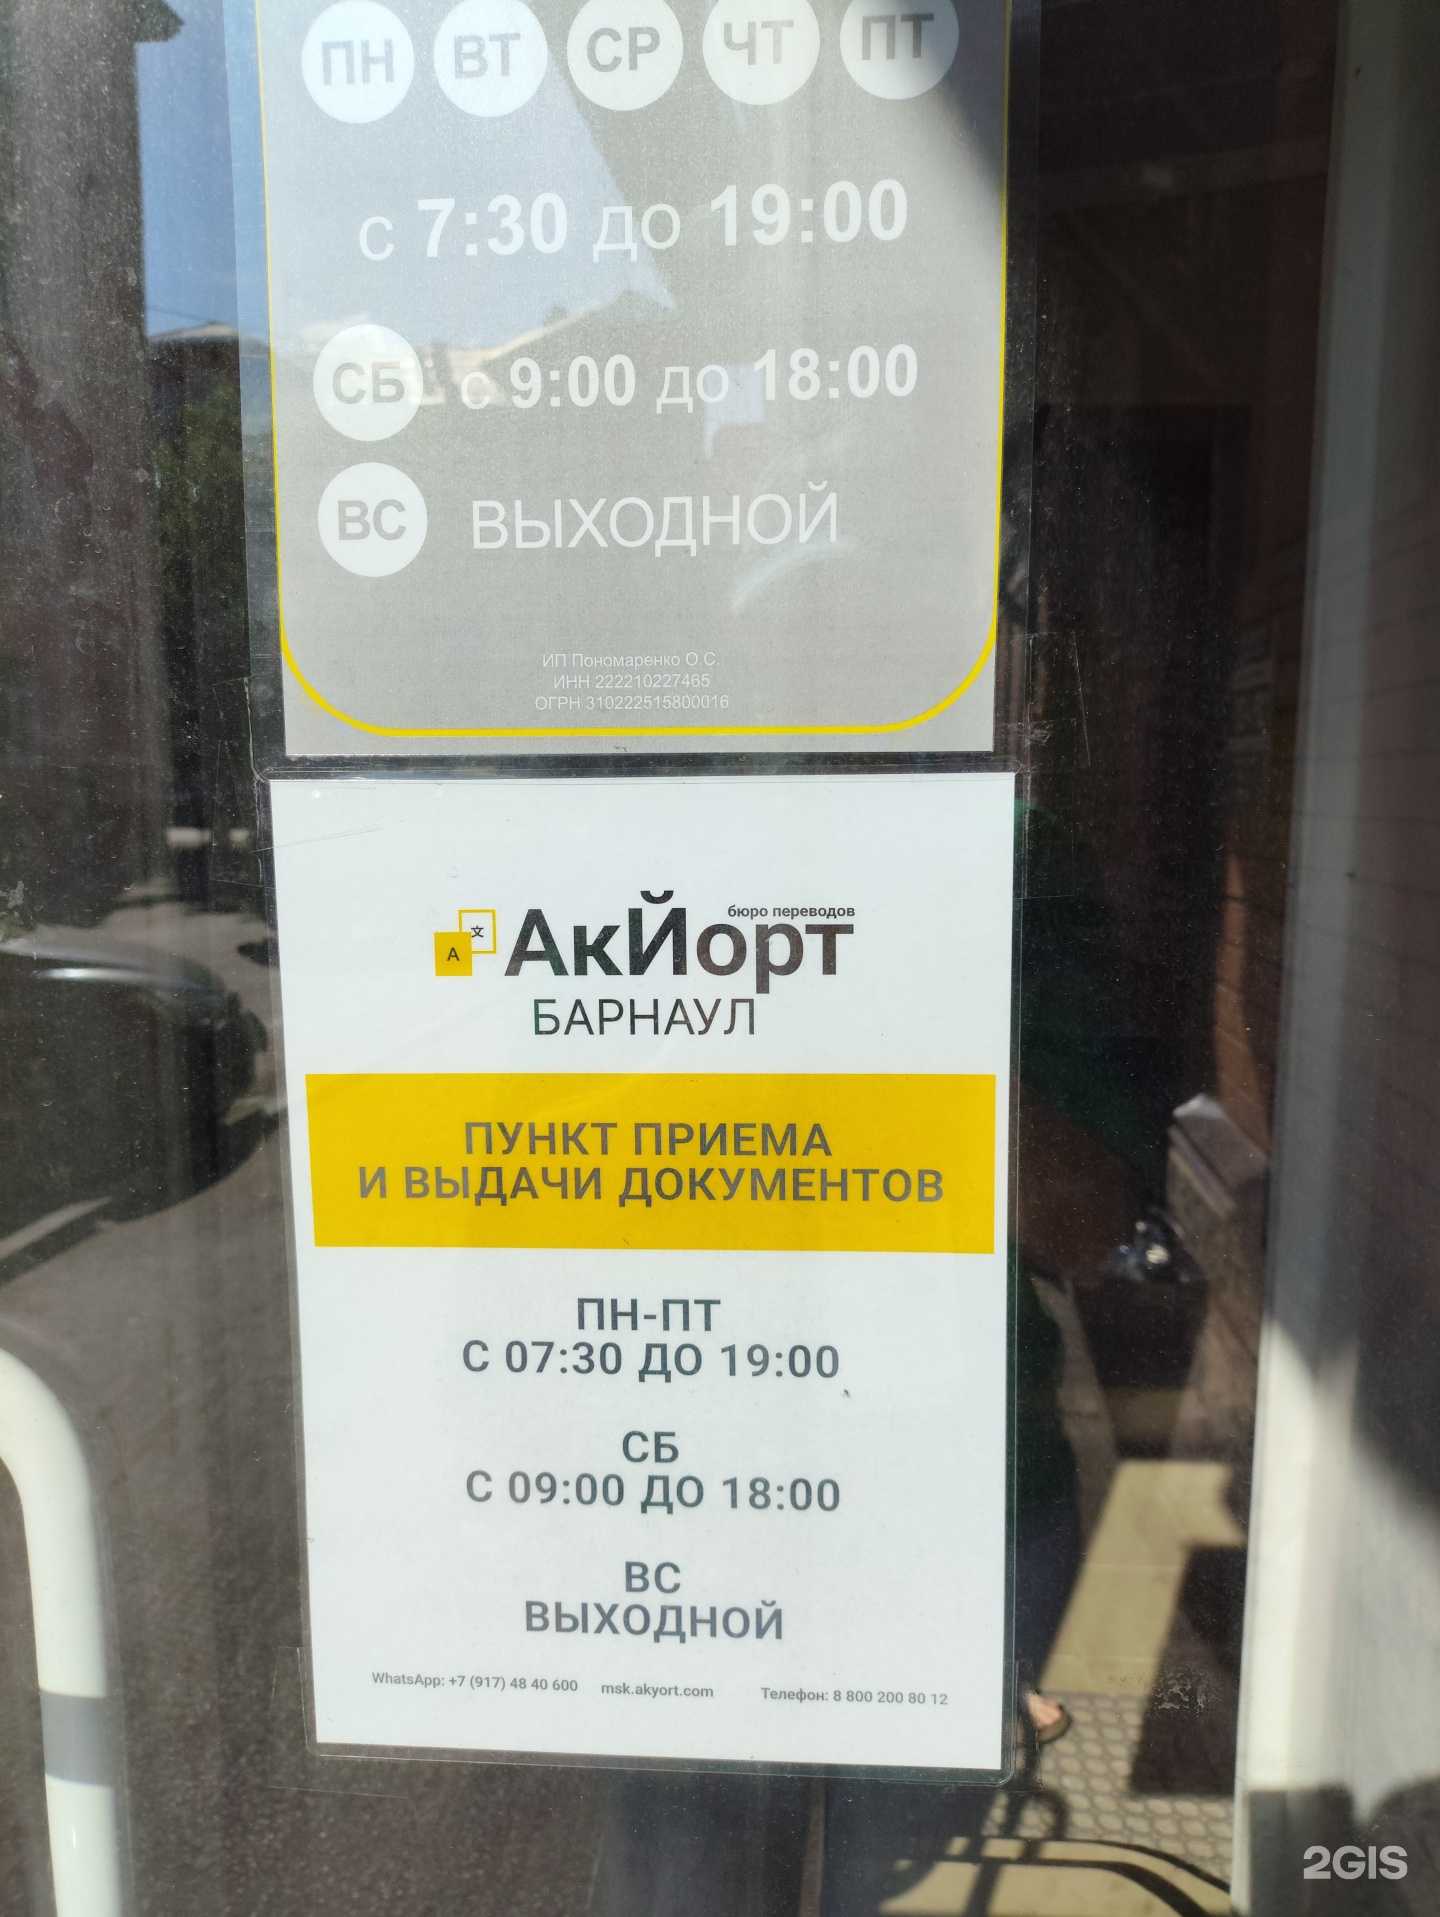 ПН ВТ СР ЧТ ПТ
с 7:30 до 19:00
СБ с 9:00 до 18:00
ВС ВЫХОДНОЙ
ИП Пономаренко О.С.
ИНН 222210227465
ОГРН 310222515800016
бюро переводов
A 文 АкЙорт
БАРНАУЛ
ПУНКТ ПРИЕМА
И ВЫДАЧИ ДОКУМЕНТОВ
ПН-ПТ
С 07:30 ДО 19:00
СБ
С 09:00 ДО 18:00
ВС
ВЫХОДНОЙ
WhatsApp: +7 (917) 48 40 600 msk.akyort.com Телефон: 8 800 200 80 12
2GIS